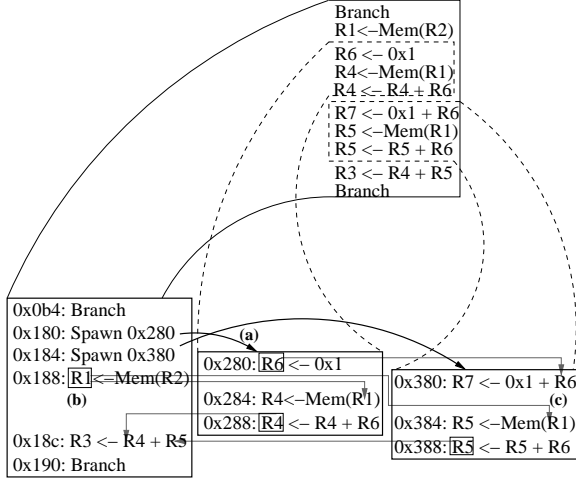 Branch
R1<–Mem(R2)
R6 <– 0x1
R4<–Mem(R1)
R4 <– R4 + R6
R7 <– 0x1 + R6
R5 <–Mem(R1)
R5 <– R5 + R6
R3 <– R4 + R5
Branch
0x0b4: Branch
0x180: Spawn 0x280
0x184: Spawn 0x380
0x188: R1<–Mem(R2)
(b)
0x18c: R3 <– R4 + R5
0x190: Branch
(a)
0x280: R6 <– 0x1
0x284: R4<–Mem(R1)
0x288: R4 <– R4 + R6
0x380: R7 <– 0x1 + R6
(c)
0x384: R5 <–Mem(R1)
0x388: R5 <– R5 + R6